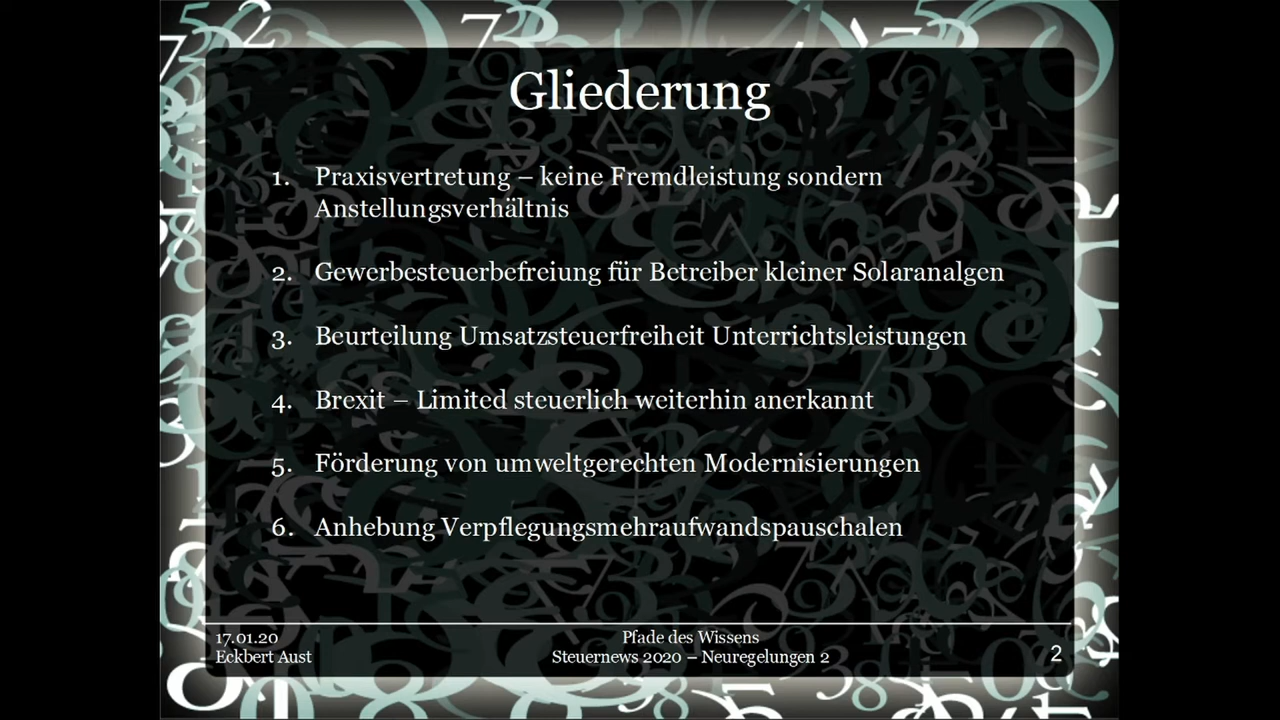 Gliederung
1. Praxisvertretung – keine Fremdleistung sondern
Anstellungsverhältnis
2. Gewerbesteuerbefreiung für Betreiber kleiner Solaranalgen
3. Beurteilung Umsatzsteuerfreiheit Unterrichtsleistungen
4. Brexit – Limited steuerlich weiterhin anerkannt
5. Förderung von umweltgerechten Modernisierungen
6. Anhebung Verpflegungsmehraufwandspauschalen
17.01.20
Eckbert Aust
Pfade des Wissens
Steuernews 2020 – Neuregelungen 2
2